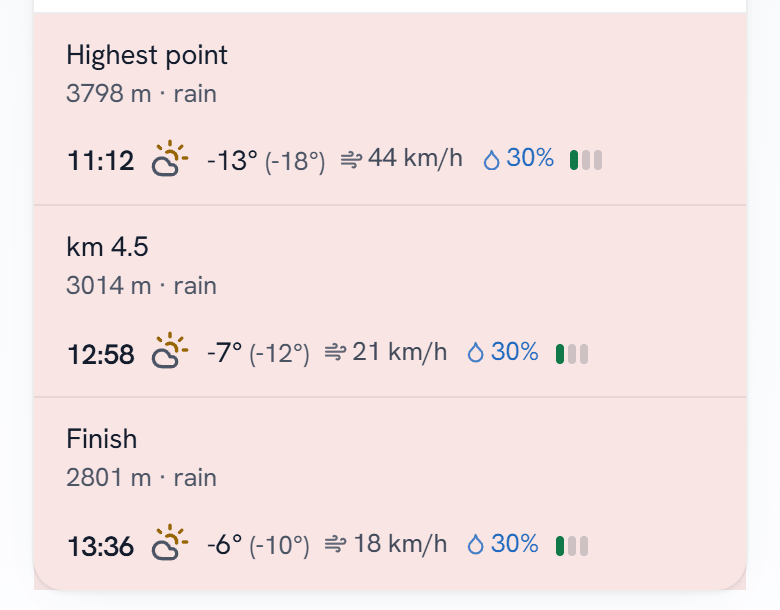 Highest point
3798 m · rain
11:12 -13° (-18°) 44 km/h 30%
km 4.5
3014 m · rain
12:58 -7° (-12°) 21 km/h 30%
Finish
2801 m · rain
13:36 -6° (-10°) 18 km/h 30%